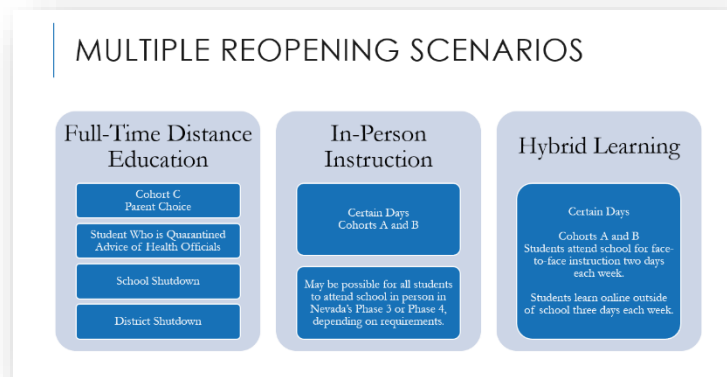 MULTIPLE REOPENING SCENARIOS
Full-Time Distance
Education
Cohort C
Parent Choice
Student Who is Quarantined
Advice of Health Officials
School Shutdown
District Shutdown
In-Person
Instruction
Certain Days
Cohorts A and B
May be possible for all students
to attend school in person in
Nevada's Phase 3 or Phase 4,
depending on requirements.
Hybrid Learning
Certain Days
Cohorts A and B
Students attend school for face-
to-face instruction two days
each week.
Students learn online outside
of school three days each week.